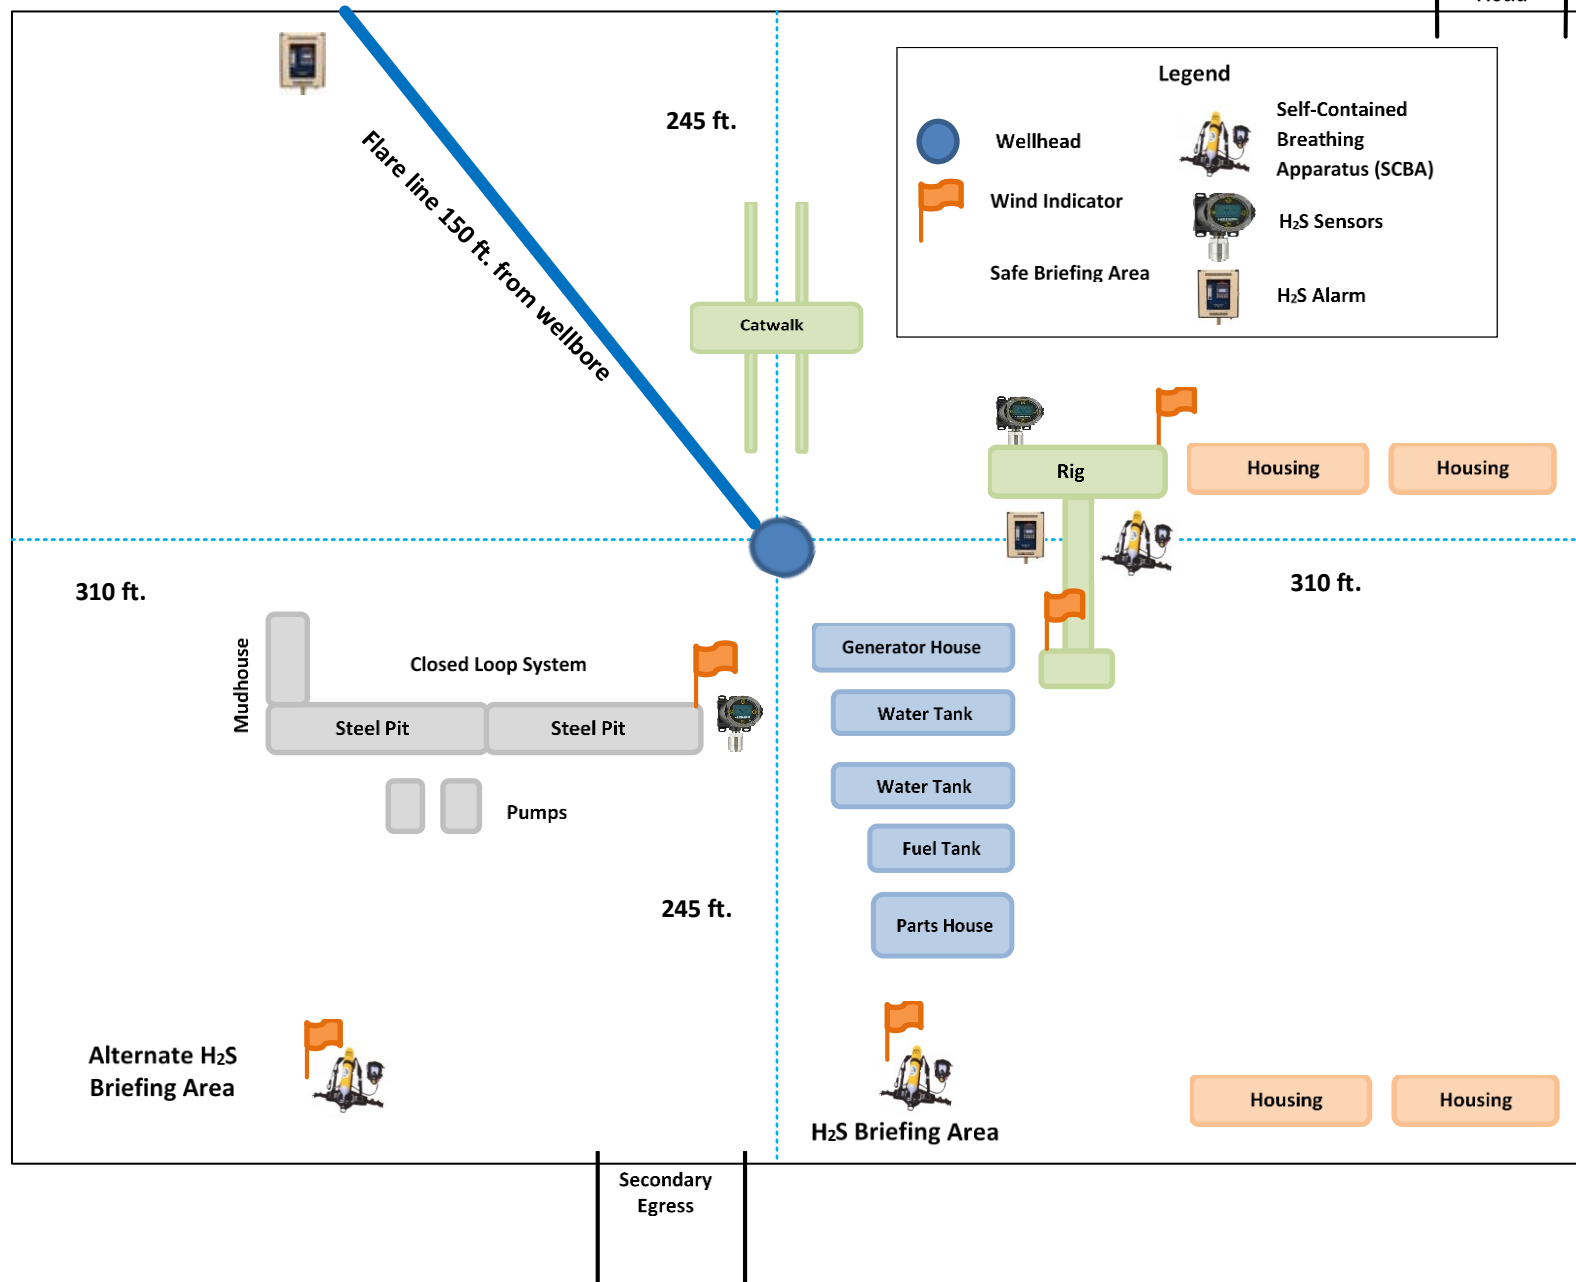 Legend
Wellhead
Wind Indicator
Safe Briefing Area
Self-Contained
Breathing
Apparatus (SCBA)
H₂S Sensors
H₂S Alarm
245 ft.
Flare line 150 ft. from wellbore
Catwalk
Rig
Housing
Housing
310 ft.
310 ft.
Mudhouse
Closed Loop System
Steel Pit
Steel Pit
Pumps
Generator House
Water Tank
Water Tank
Fuel Tank
Parts House
245 ft.
Alternate H₂S
Briefing Area
H₂S Briefing Area
Housing
Housing
Secondary
Egress